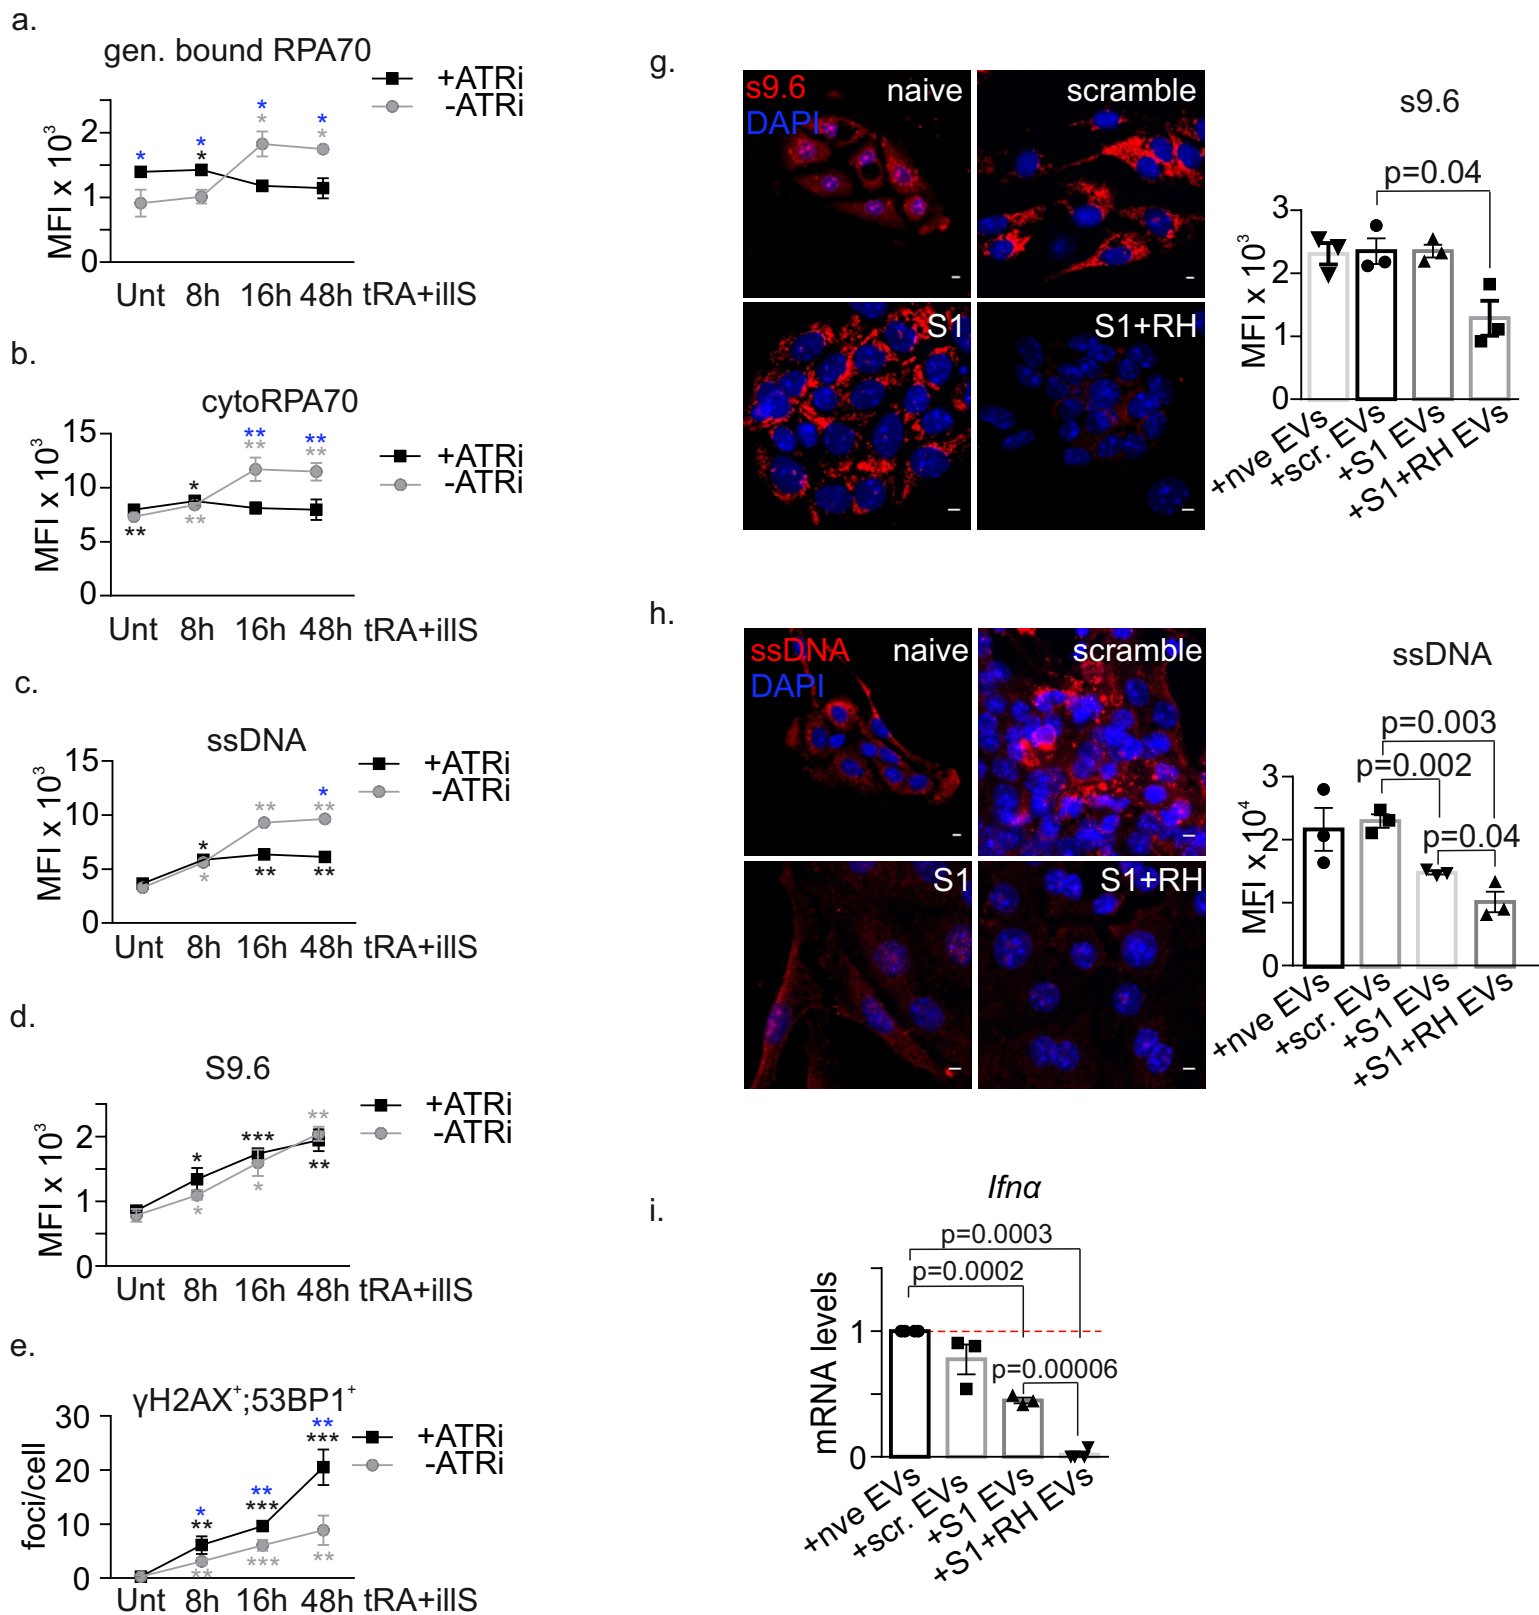 a.
gen. bound RPA70
+ATRi
-ATRi
MFI x 10³
2
1
0
* * * * * * *
Unt 8h 16h 48h tRA+illS
b.
cytoRPA70
+ATRi
-ATRi
MFI x 10³
15
10
5
0
** ** ** ** * ** **
Unt 8h 16h 48h tRA+illS
c.
ssDNA
+ATRi
-ATRi
MFI x 10³
15
10
5
0
* ** * ** * ** **
Unt 8h 16h 48h tRA+illS
d.
S9.6
+ATRi
-ATRi
MFI x 10³
2
1
0
* *** ** * * **
Unt 8h 16h 48h tRA+illS
e.
γH2AX⁺;53BP1⁺
+ATRi
-ATRi
foci/cell
30
20
10
0
* ** ** *** ** *** ** *** **
Unt 8h 16h 48h tRA+illS
g.
s9.6
DAPI
naive
scramble
S1
S1+RH
s9.6
p=0.04
MFI x 10³
3
2
1
0
+nve EVs
+scr. EVs
+S1 EVs
+S1+RH EVs
h.
ssDNA
DAPI
naive
scramble
S1
S1+RH
ssDNA
p=0.003
p=0.002
p=0.04
MFI x 10⁴
3
2
1
0
+nve EVs
+scr. EVs
+S1 EVs
+S1+RH EVs
i.
Ifnα
p=0.0003
p=0.0002
p=0.00006
mRNA levels
1
0
+nve EVs
+scr. EVs
+S1 EVs
+S1+RH EVs